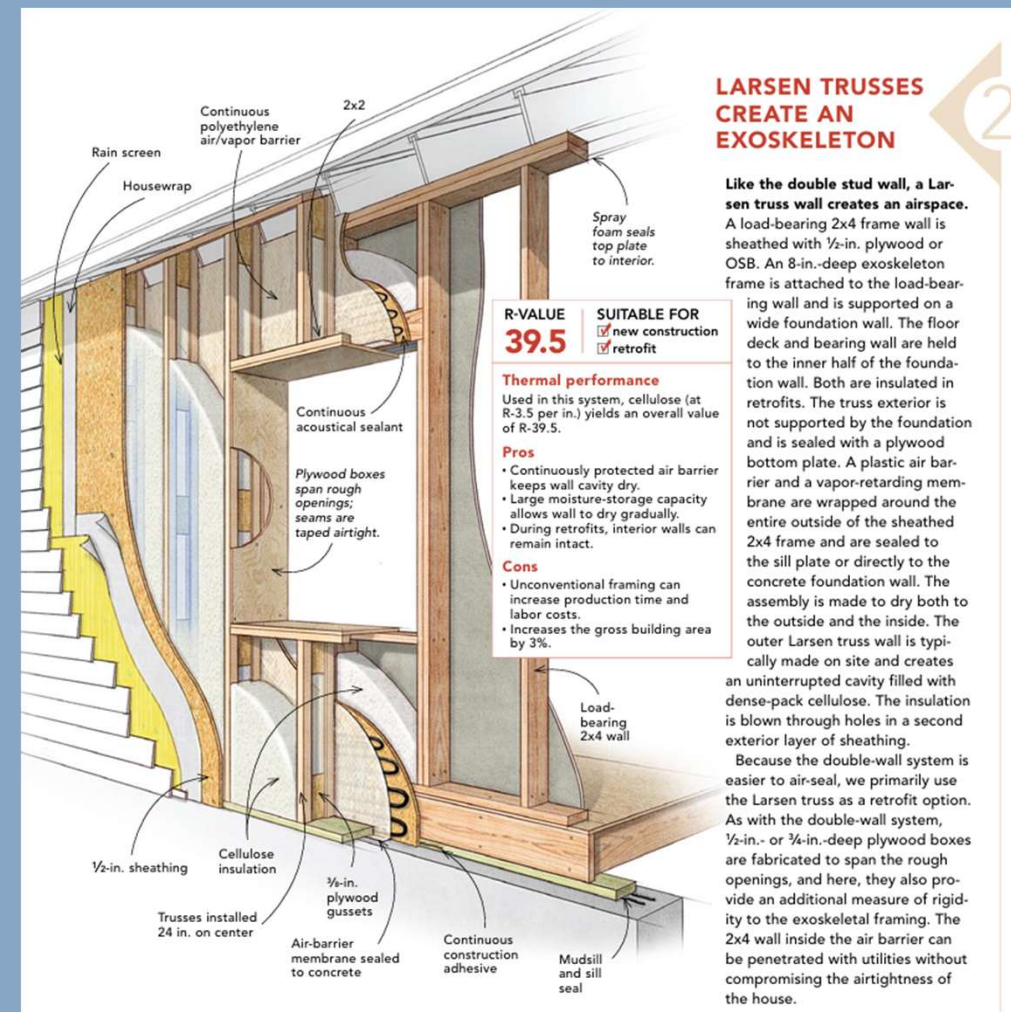 Continuous
polyethylene
air/vapor barrier
2x2
Rain screen
Housewrap
Spray
foam seals
top plate
to interior.
Continuous
acoustical sealant
Plywood boxes
span rough
openings;
seams are
taped airtight.
Load-
bearing
2x4 wall
½-in. sheathing
Cellulose
insulation
⅜-in.
plywood
gussets
Trusses installed
24 in. on center
Air-barrier
membrane sealed
to concrete
Continuous
construction
adhesive
Mudsill
and sill
seal
R-VALUE
39.5
SUITABLE FOR
new construction
retrofit
Thermal performance
Used in this system, cellulose (at
R-3.5 per in.) yields an overall value
of R-39.5.
Pros
• Continuously protected air barrier
keeps wall cavity dry.
• Large moisture-storage capacity
allows wall to dry gradually.
• During retrofits, interior walls can
remain intact.
Cons
• Unconventional framing can
increase production time and
labor costs.
• Increases the gross building area
by 3%.
2
LARSEN TRUSSES
CREATE AN
EXOSKELETON
Like the double stud wall, a Lar-
sen truss wall creates an airspace.
A load-bearing 2x4 frame wall is
sheathed with ½-in. plywood or
OSB. An 8-in.-deep exoskeleton
frame is attached to the load-bear-
ing wall and is supported on a
wide foundation wall. The floor
deck and bearing wall are held
to the inner half of the founda-
tion wall. Both are insulated in
retrofits. The truss exterior is
not supported by the foundation
and is sealed with a plywood
bottom plate. A plastic air bar-
rier and a vapor-retarding mem-
brane are wrapped around the
entire outside of the sheathed
2x4 frame and are sealed to
the sill plate or directly to the
concrete foundation wall. The
assembly is made to dry both to
the outside and the inside. The
outer Larsen truss wall is typi-
cally made on site and creates
an uninterrupted cavity filled with
dense-pack cellulose. The insulation
is blown through holes in a second
exterior layer of sheathing.
Because the double-wall system is
easier to air-seal, we primarily use
the Larsen truss as a retrofit option.
As with the double-wall system,
½-in.- or ¾-in.-deep plywood boxes
are fabricated to span the rough
openings, and here, they also pro-
vide an additional measure of rigid-
ity to the exoskeletal framing. The
2x4 wall inside the air barrier can
be penetrated with utilities without
compromising the airtightness of
the house.